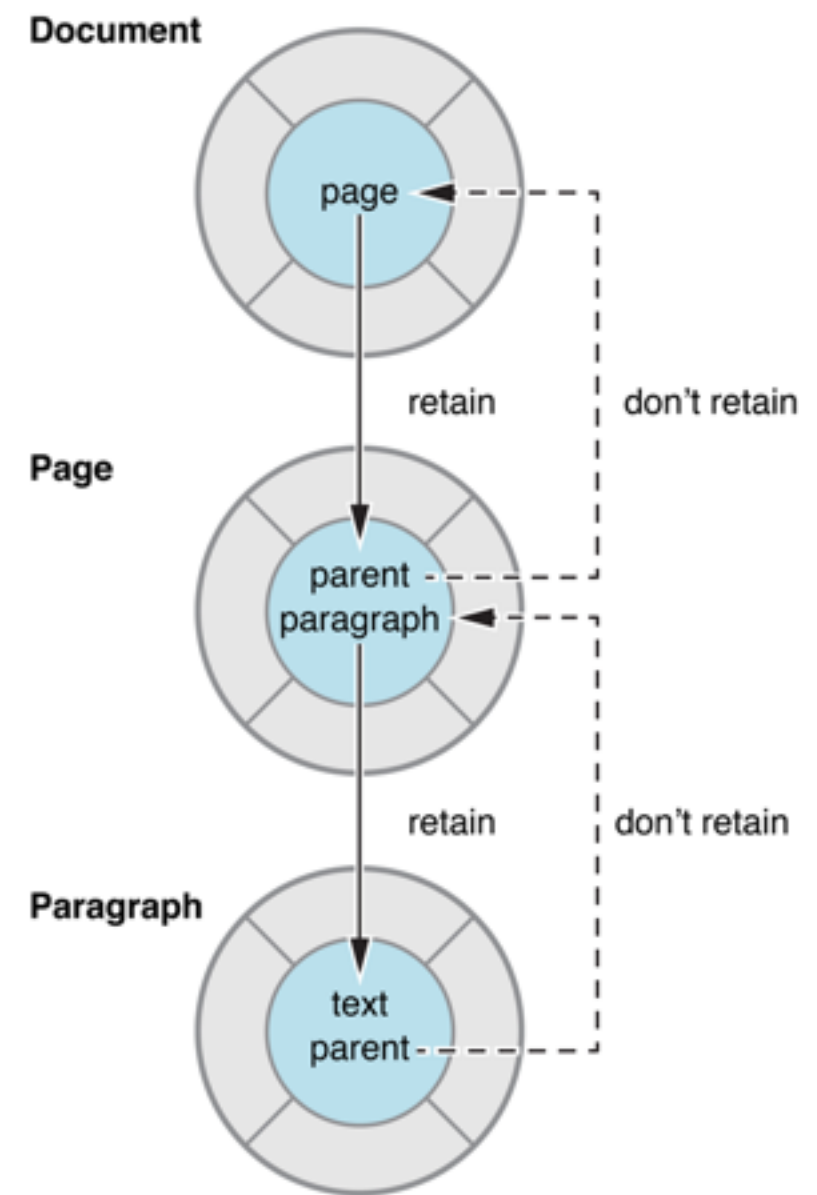 Document
page
retain
don't retain
Page
parent
paragraph
retain
don't retain
Paragraph
text
parent